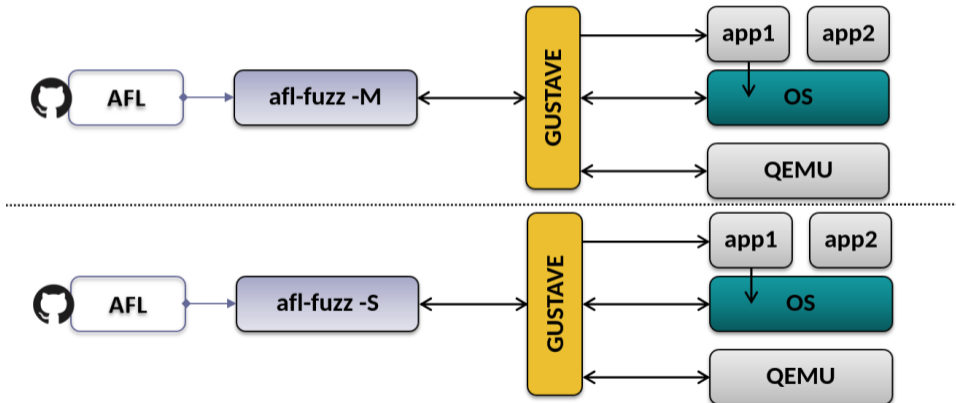 app1
app2
AFL
afl-fuzz -M
GUSTAVE
OS
QEMU
app1
app2
AFL
afl-fuzz -S
GUSTAVE
OS
QEMU